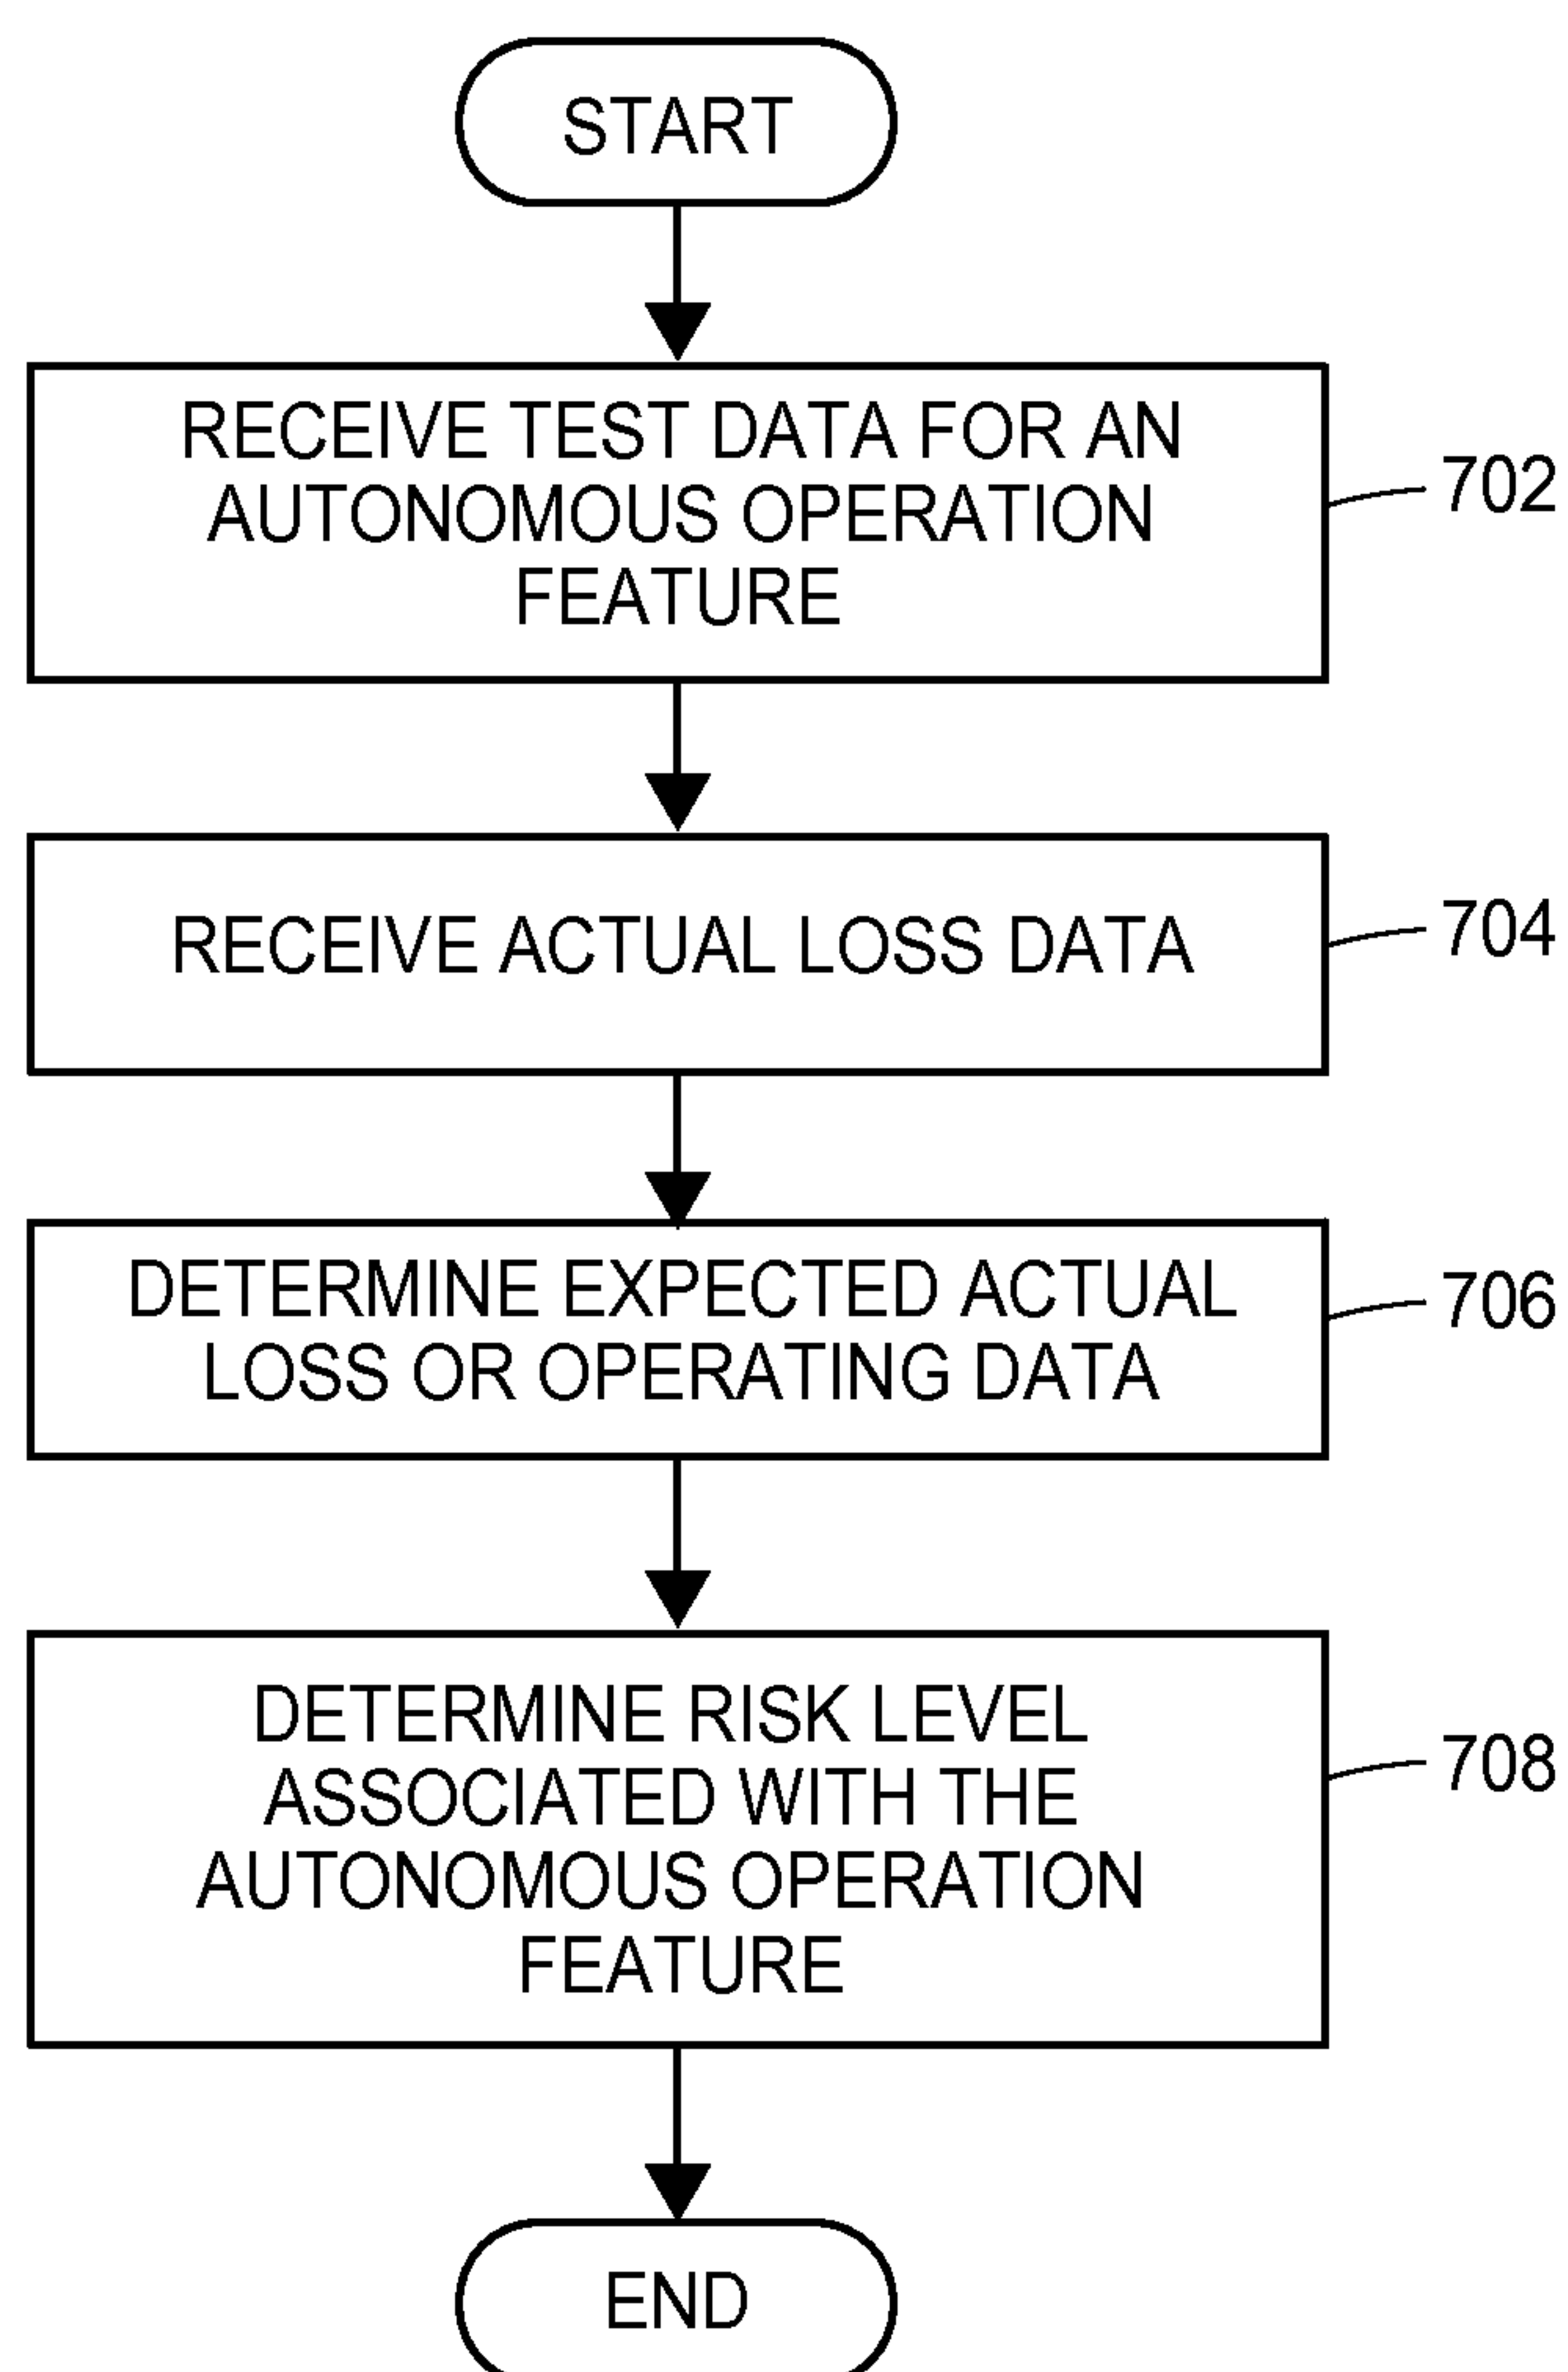 START
RECEIVE TEST DATA FOR AN
AUTONOMOUS OPERATION
FEATURE
702
RECEIVE ACTUAL LOSS DATA
704
DETERMINE EXPECTED ACTUAL
LOSS OR OPERATING DATA
706
DETERMINE RISK LEVEL
ASSOCIATED WITH THE
AUTONOMOUS OPERATION
FEATURE
708
END